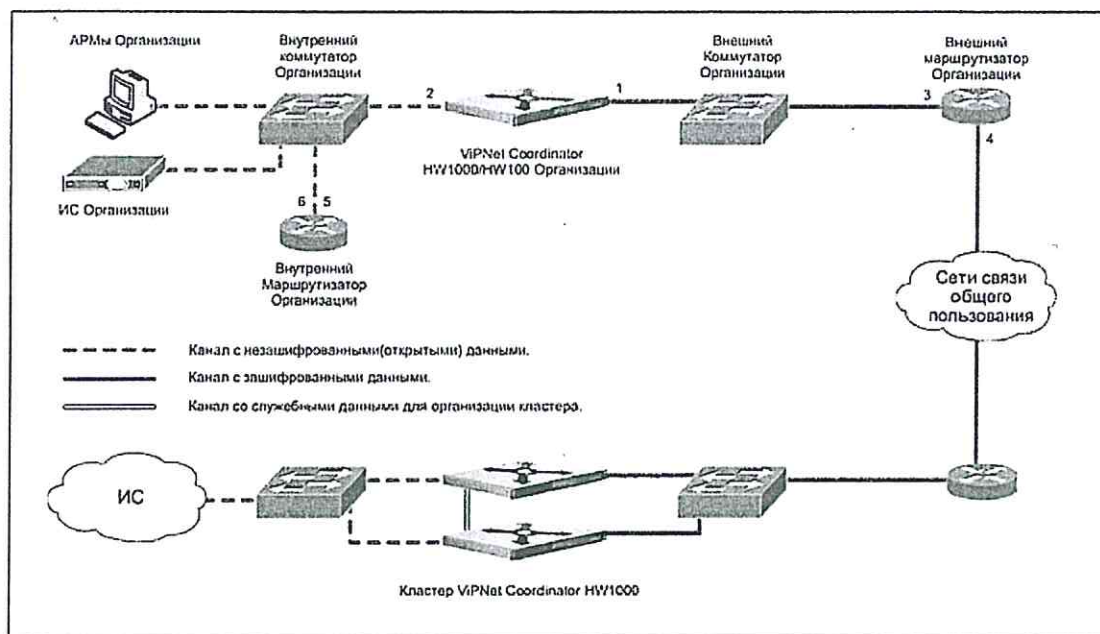 АРМы Организации
Внутренний
коммутатор
Организации
Внешний
Коммутатор
Организации
Внешний
маршрутизатор
Организации
2
1
3
4
ViPNet Coordinator
HW1000/HW100 Организации
ИС Организации
6 5
Внутренний
Маршрутизатор
Организации
Сети связи
общего
пользования
Канал с незашифрованными(открытыми) данными.
Канал с зашифрованными данными.
Канал со служебными данными для организации кластера.
ИС
Кластер ViPNet Coordinator HW1000